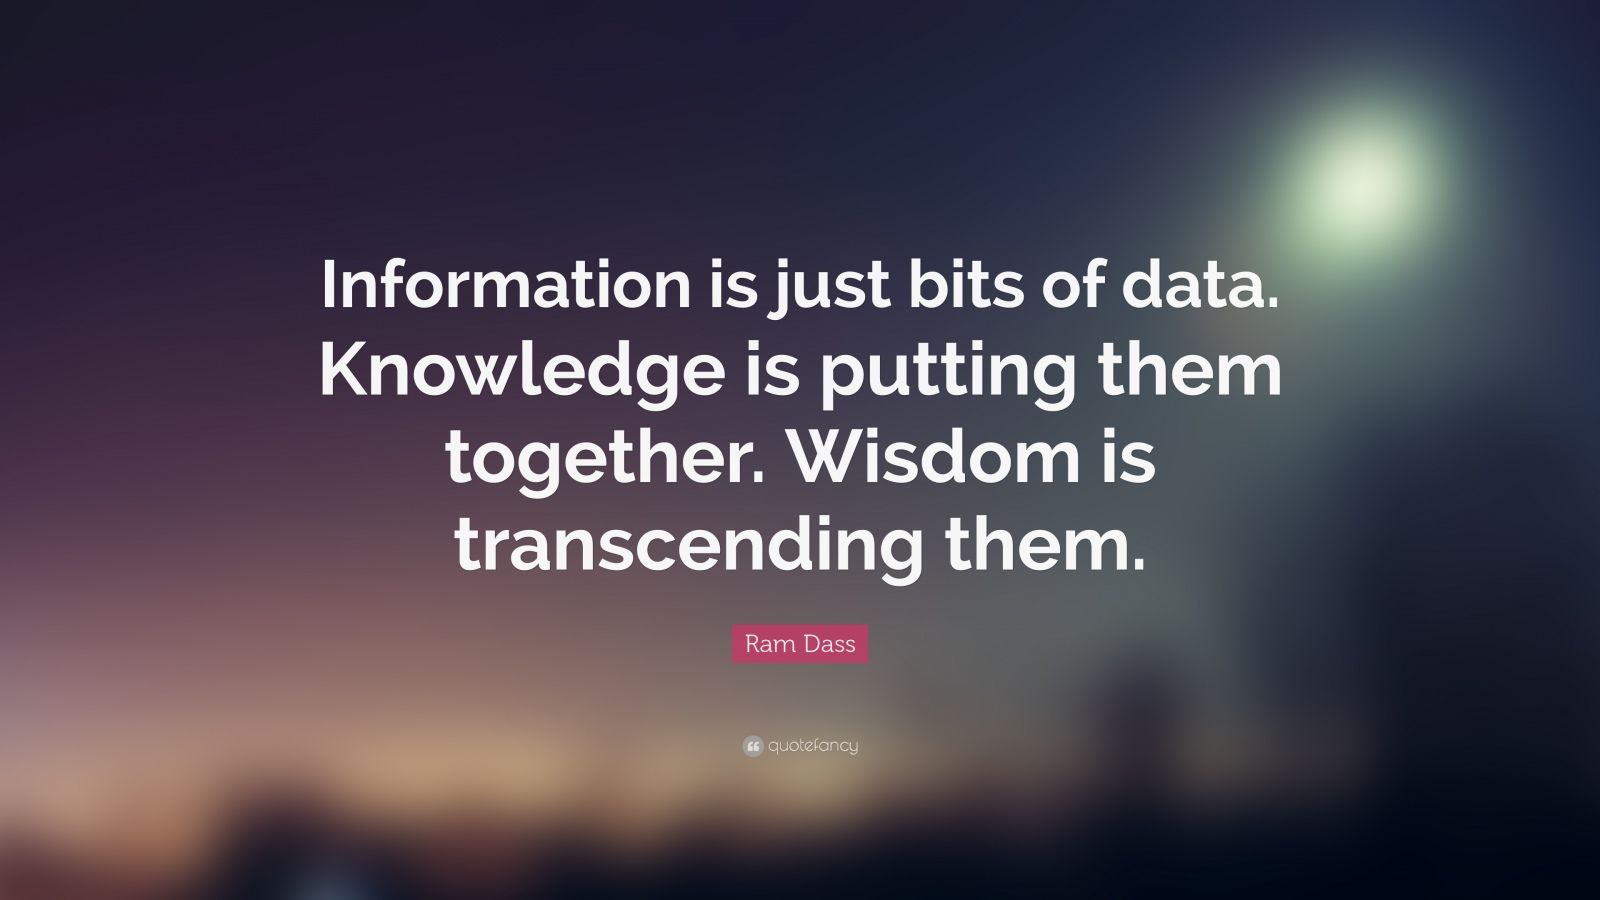 Information is just bits of data.
Knowledge is putting them
together. Wisdom is
transcending them.
Ram Dass
quotefancy